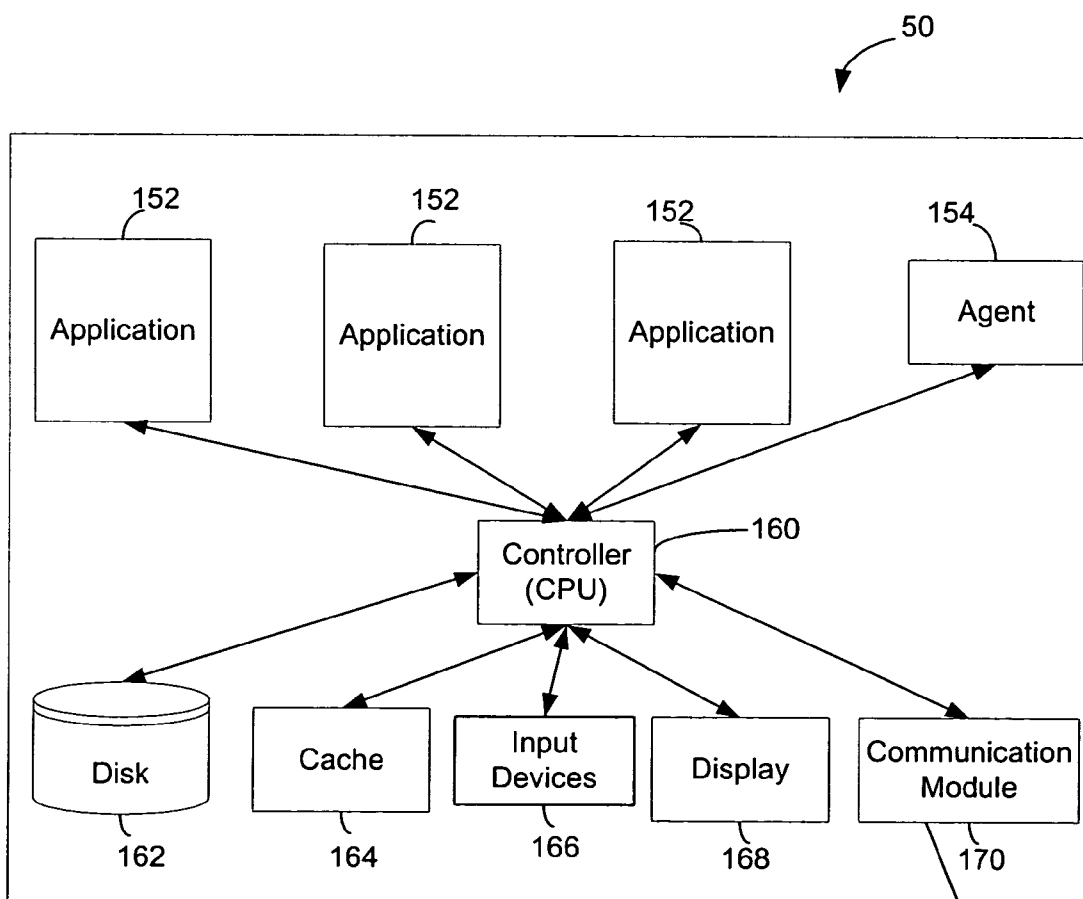 50
152
152
152
154
Application
Application
Application
Agent
160
Controller
(CPU)
Disk
Cache
Input
Devices
Display
Communication
Module
162
164
166
168
170